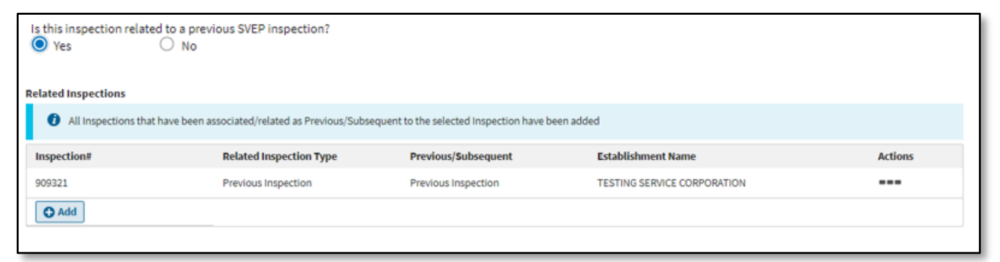 Is this inspection related to a previous SVEP inspection?
Yes No
Related Inspections
All Inspections that have been associated/related as Previous/Subsequent to the selected Inspection have been added
Inspection# Related Inspection Type Previous/Subsequent Establishment Name Actions
909321 Previous Inspection Previous Inspection TESTING SERVICE CORPORATION
Add